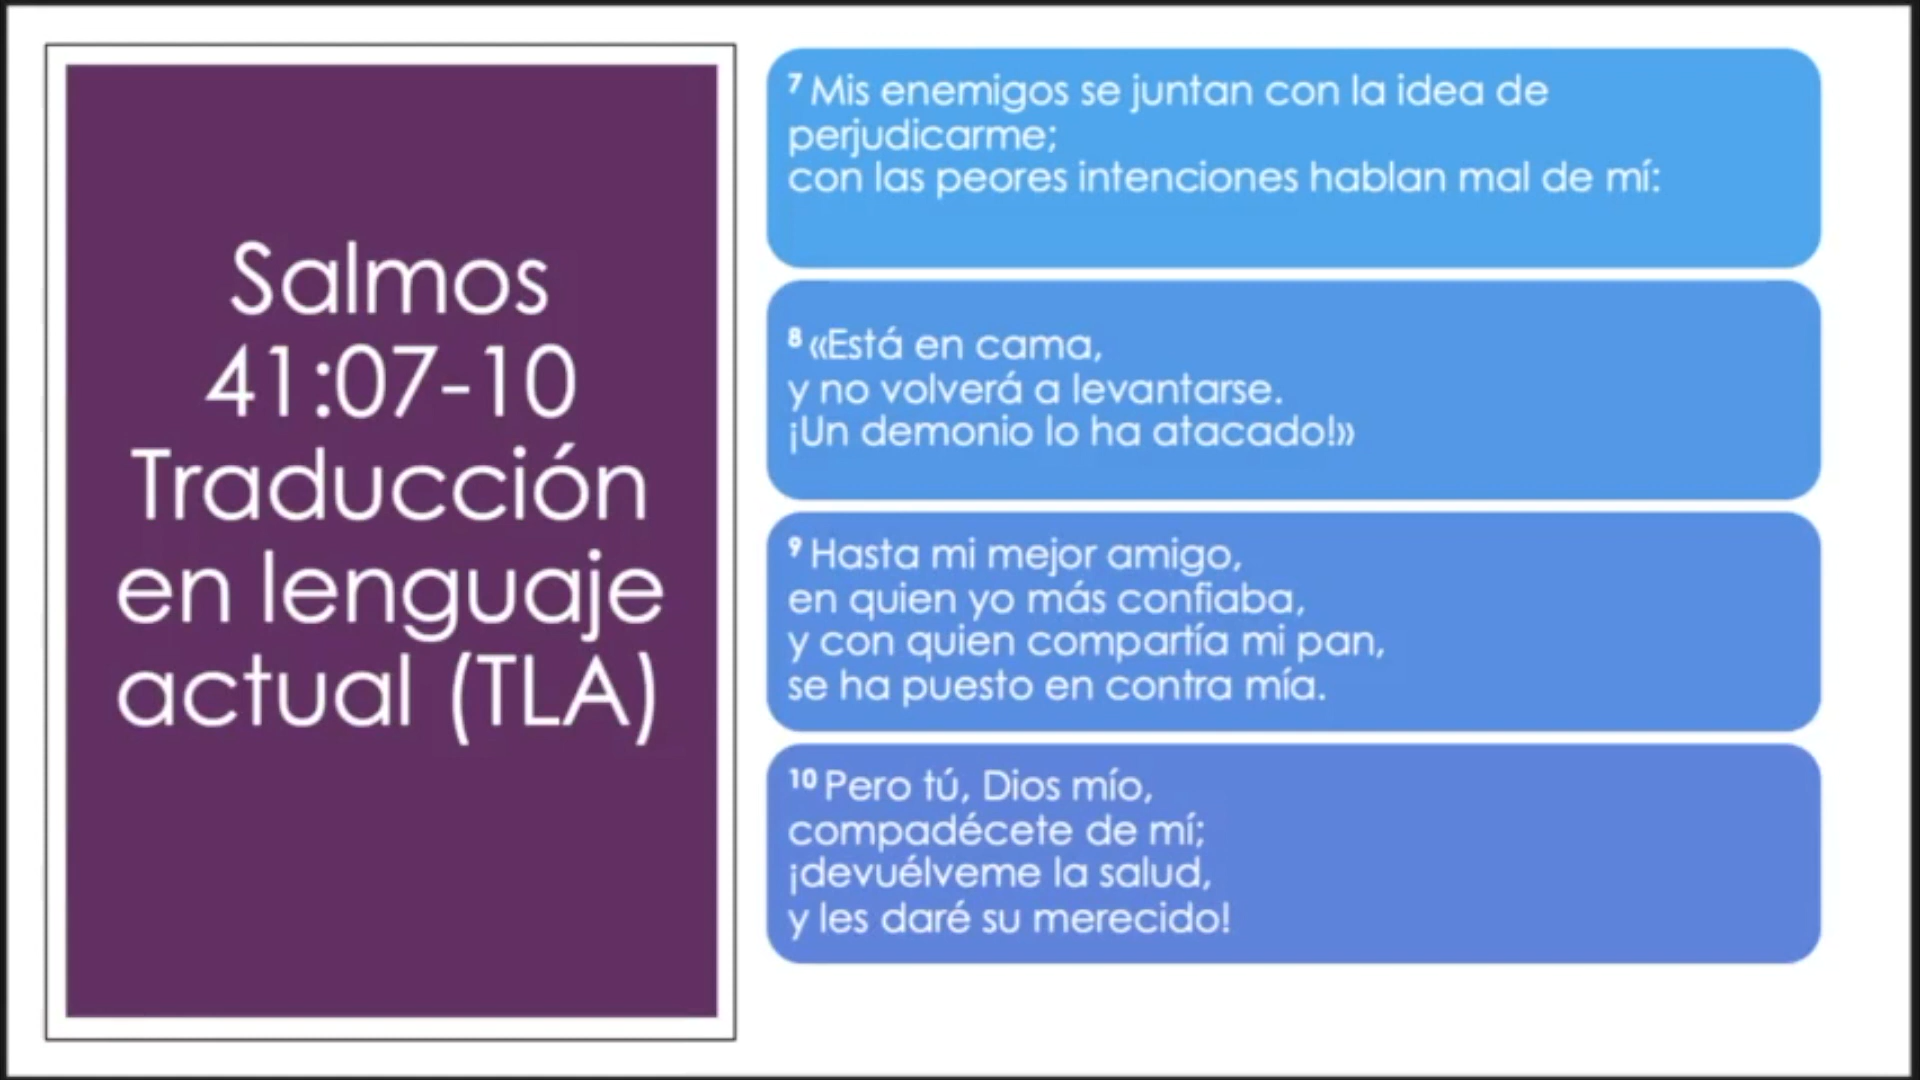 Salmos
41:07-10
Traducción
en lenguaje
actual (TLA)
7 Mis enemigos se juntan con la idea de
perjudicarme;
con las peores intenciones hablan mal de mí:
8 «Está en cama,
y no volverá a levantarse.
¡Un demonio lo ha atacado!»
9 Hasta mi mejor amigo,
en quien yo más confiaba,
y con quien compartía mi pan,
se ha puesto en contra mía.
10 Pero tú, Dios mío,
compadécete de mí;
¡devuélveme la salud,
y les daré su merecido!